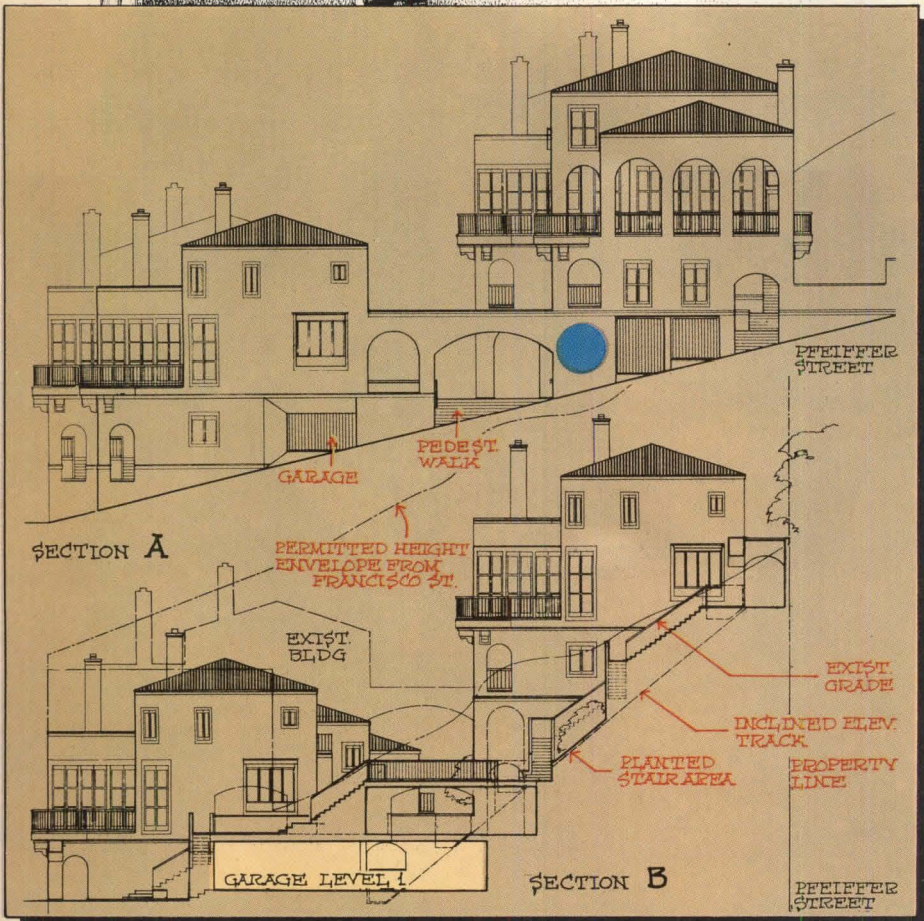 PFEIFFER
STREET
PEDEST.
WALK
GARAGE
SECTION A
PERMITTED HEIGHT
ENVELOPE FROM
FRANCISCO ST.
EXIST.
BLDG
EXIST.
GRADE
INCLINED ELEV.
TRACK
PLANTED
STAIR AREA
PROPERTY
LINE
GARAGE LEVEL 1
SECTION B
PFEIFFER
STREET